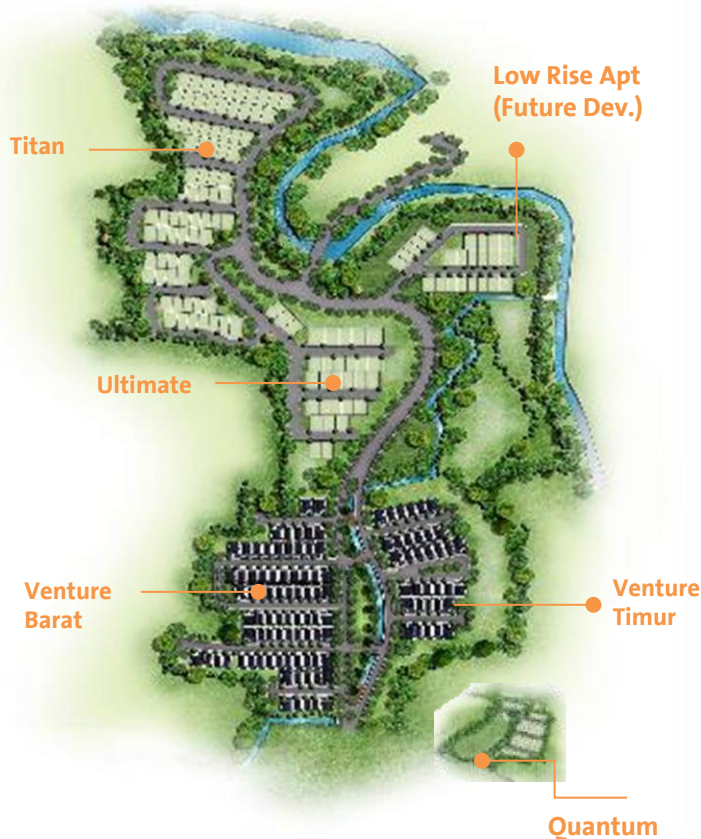 Low Rise Apt
(Future Dev.)
Titan
Ultimate
Venture
Barat
Venture
Timur
Quantum